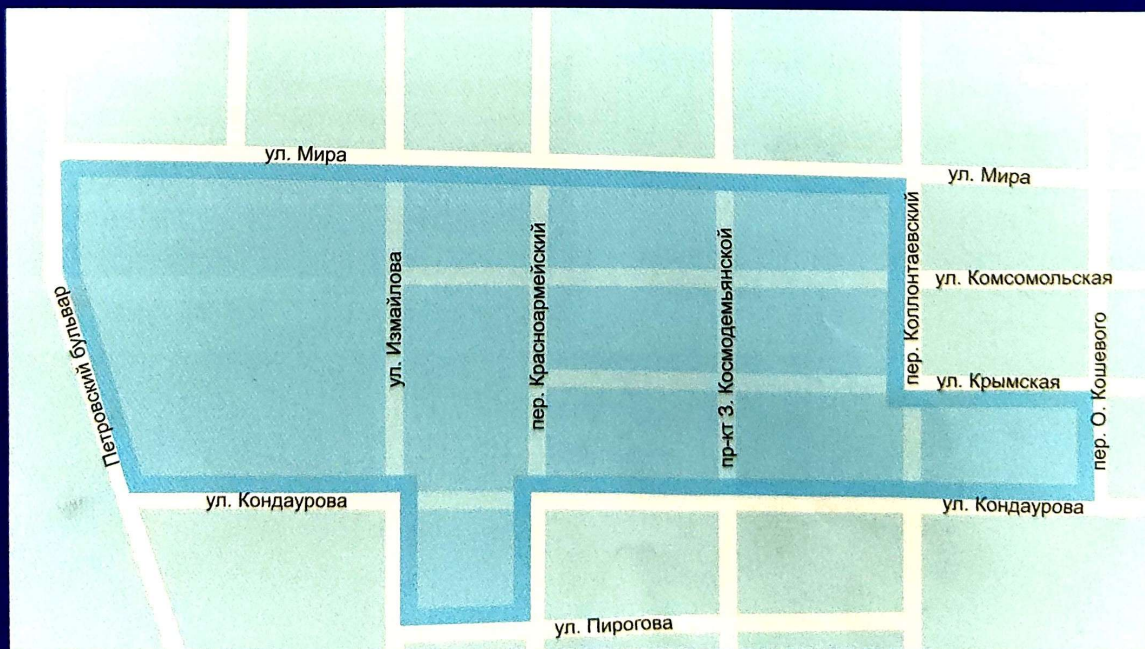 ул. Мира
ул. Мира
ул. Комсомольская
ул. Крымская
пер. О. Кошевого
пер. Коллонтаевский
пр-кт З. Космодемьянской
пер. Красноармейский
ул. Измайлова
Петровский бульвар
ул. Кондаурова
ул. Кондаурова
ул. Пирогова